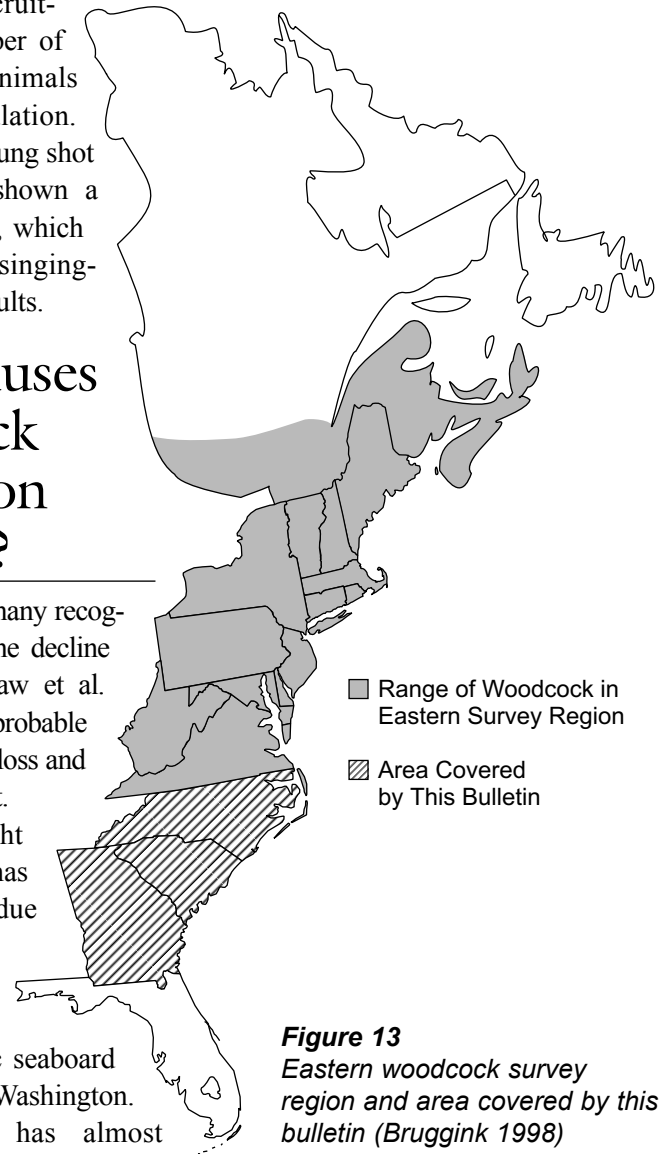 cruit-
ber of
nimals
lation.
ung shot
shown a
, which
singing-
ults.
uses
ck
on
?
many recog-
he decline
aw et al.
probable
loss and
t.
ght
has
due
seaboard
Washington.
has almost
Range of Woodcock in
Eastern Survey Region
Area Covered
by This Bulletin
Figure 13
Eastern woodcock survey
region and area covered by this
bulletin (Bruggink 1998)